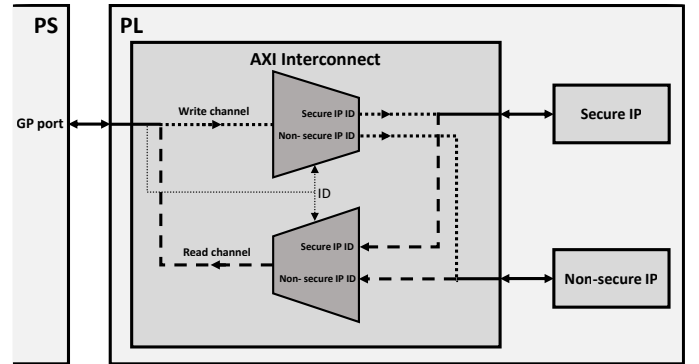 PS
PL
AXI Interconnect
Write channel
Secure IP ID
Non- secure IP ID
GP port
Secure IP
ID
Read channel
Secure IP ID
Non- secure IP ID
Non-secure IP